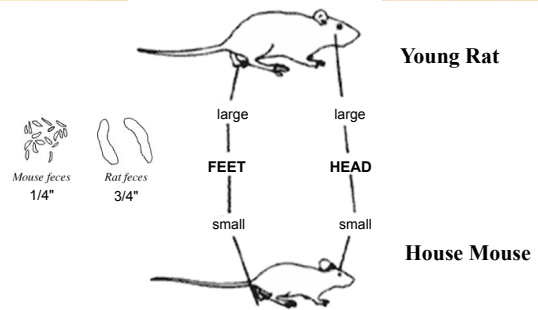 Young Rat
large large
FEET HEAD
Mouse feces Rat feces
1/4" 3/4"
small small
House Mouse